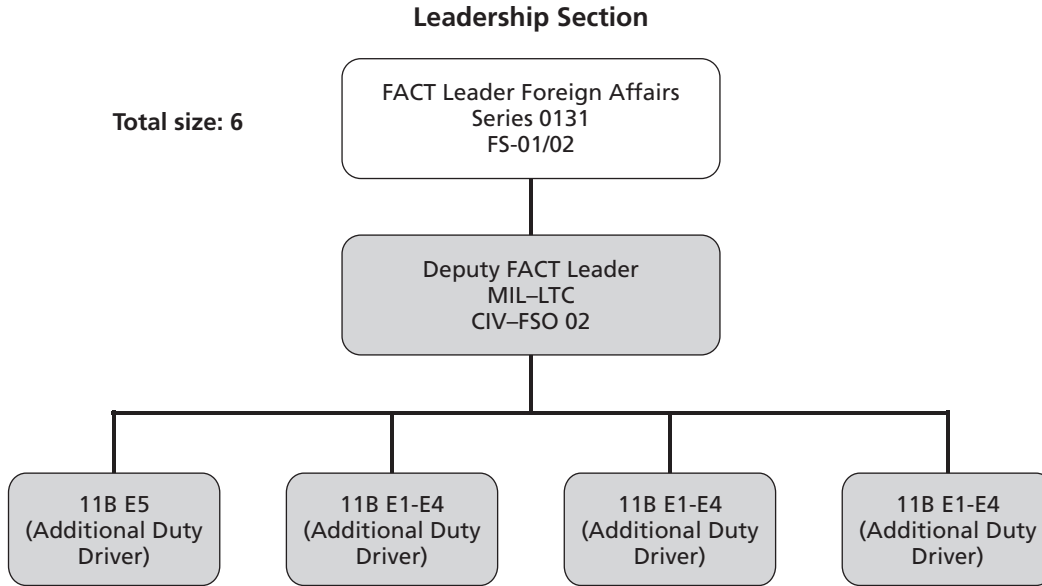 Leadership Section
Total size: 6
FACT Leader Foreign Affairs
Series 0131
FS-01/02
Deputy FACT Leader
MIL–LTC
CIV–FSO 02
11B E5
(Additional Duty
Driver)
11B E1-E4
(Additional Duty
Driver)
11B E1-E4
(Additional Duty
Driver)
11B E1-E4
(Additional Duty
Driver)